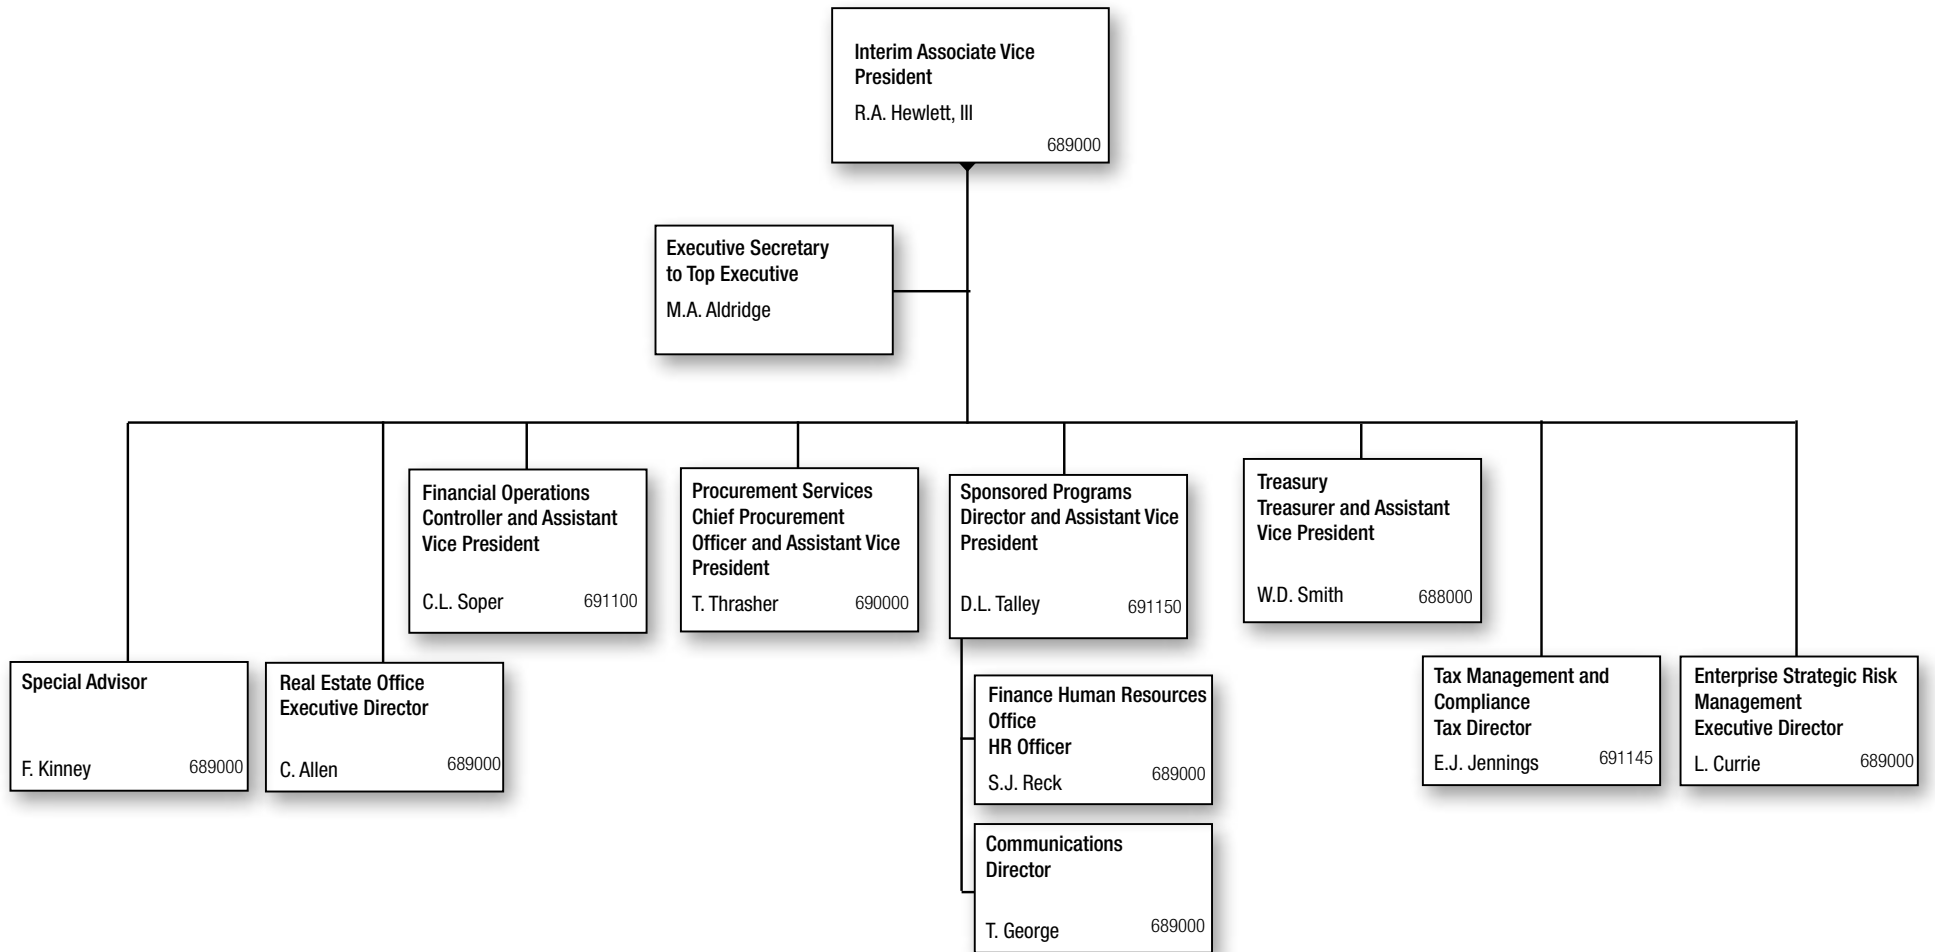 Interim Associate Vice
President
R.A. Hewlett, III
689000
Executive Secretary
to Top Executive
M.A. Aldridge
Financial Operations
Controller and Assistant
Vice President
C.L. Soper 691100
Procurement Services
Chief Procurement
Officer and Assistant Vice
President
T. Thrasher 690000
Sponsored Programs
Director and Assistant Vice
President
D.L. Talley 691150
Treasury
Treasurer and Assistant
Vice President
W.D. Smith 688000
Special Advisor
F. Kinney 689000
Real Estate Office
Executive Director
C. Allen 689000
Finance Human Resources
Office
HR Officer
S.J. Reck 689000
Communications
Director
T. George 689000
Tax Management and
Compliance
Tax Director
E.J. Jennings 691145
Enterprise Strategic Risk
Management
Executive Director
L. Currie 689000